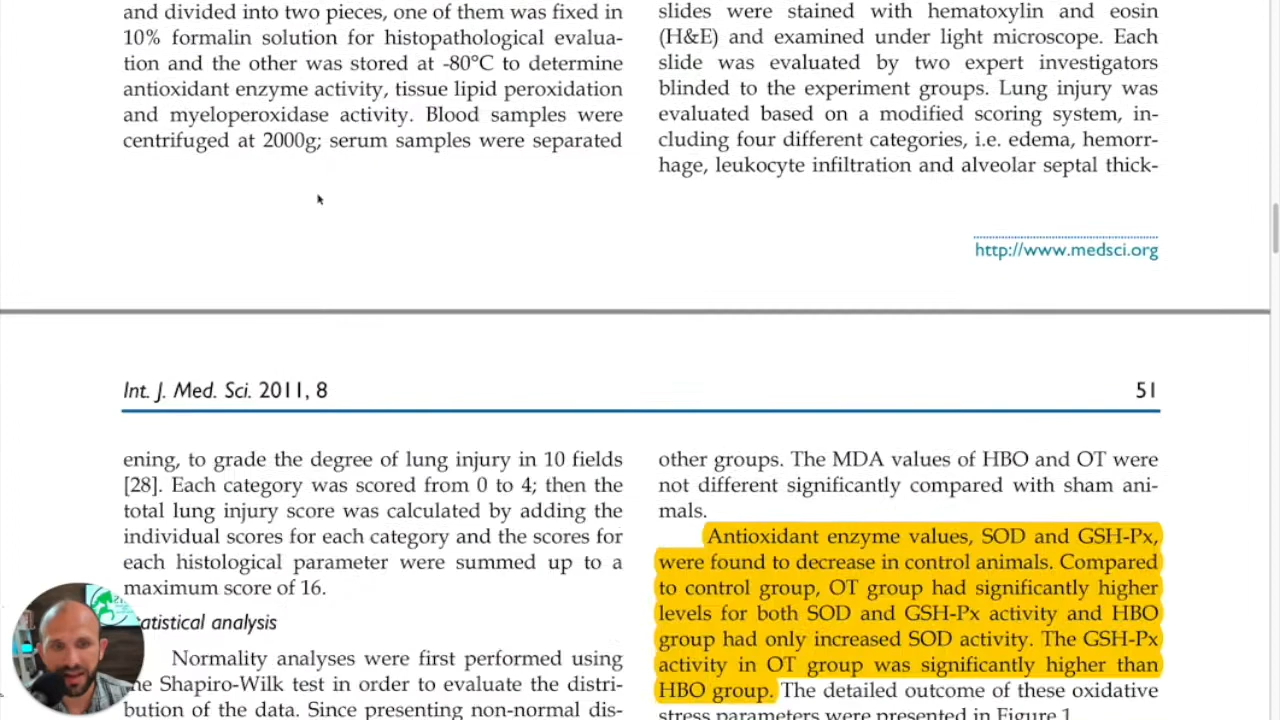 and divided into two pieces, one of them was fixed in
10% formalin solution for histopathological evalua-
tion and the other was stored at -80°C to determine
antioxidant enzyme activity, tissue lipid peroxidation
and myeloperoxidase activity. Blood samples were
centrifuged at 2000g; serum samples were separated
slides were stained with hematoxylin and eosin
(H&E) and examined under light microscope. Each
slide was evaluated by two expert investigators
blinded to the experiment groups. Lung injury was
evaluated based on a modified scoring system, in-
cluding four different categories, i.e. edema, hemorr-
hage, leukocyte infiltration and alveolar septal thick-
http://www.medsci.org
Int. J. Med. Sci. 2011, 8
51
ening, to grade the degree of lung injury in 10 fields
[28]. Each category was scored from 0 to 4; then the
total lung injury score was calculated by adding the
individual scores for each category and the scores for
each histological parameter were summed up to a
maximum score of 16.
tatistical analysis
Normality analyses were first performed using
he Shapiro-Wilk test in order to evaluate the distri-
bution of the data. Since presenting non-normal dis-
other groups. The MDA values of HBO and OT were
not different significantly compared with sham ani-
mals.
Antioxidant enzyme values, SOD and GSH-Px,
were found to decrease in control animals. Compared
to control group, OT group had significantly higher
levels for both SOD and GSH-Px activity and HBO
group had only increased SOD activity. The GSH-Px
activity in OT group was significantly higher than
HBO group. The detailed outcome of these oxidative
stress parameters were presented in Figure 1